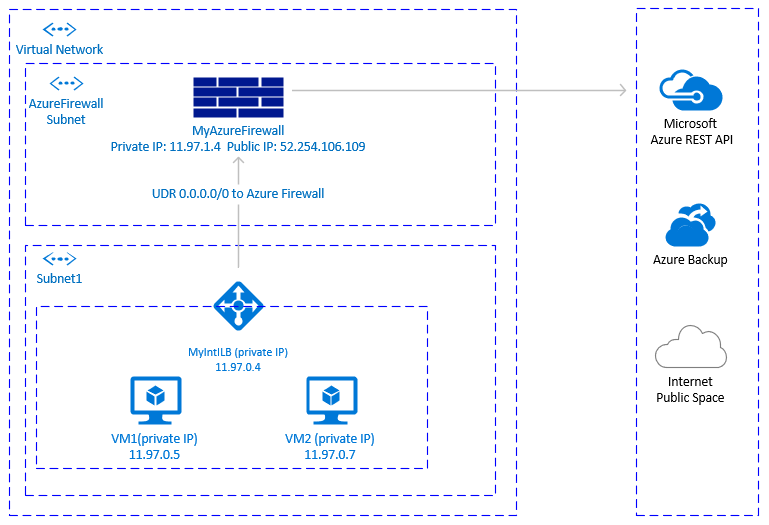 Virtual Network
AzureFirewall
Subnet
MyAzureFirewall
Private IP: 11.97.1.4 Public IP: 52.254.106.109
UDR 0.0.0.0/0 to Azure Firewall
Subnet1
MyIntILB (private IP)
11.97.0.4
VM1(private IP)
11.97.0.5
VM2 (private IP)
11.97.0.7
Microsoft
Azure REST API
Azure Backup
Internet
Public Space